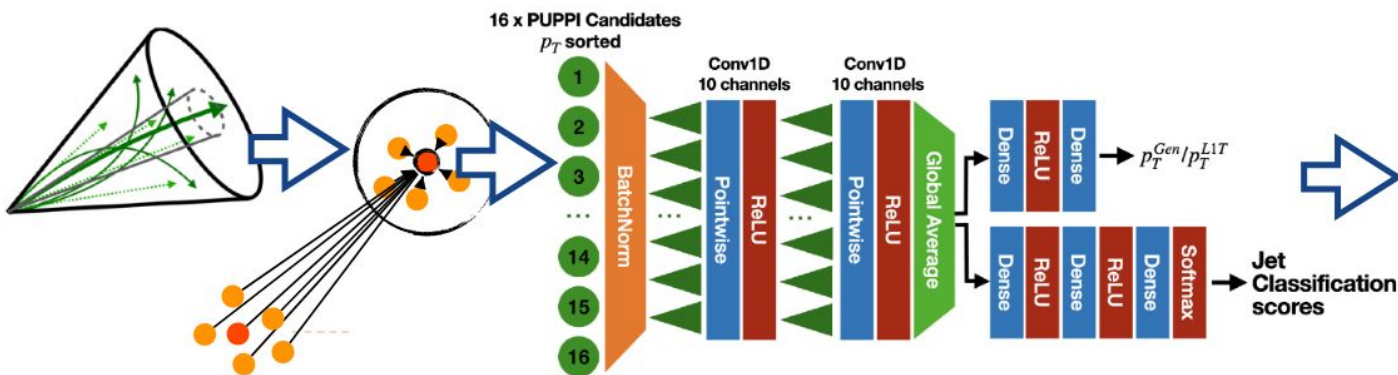 16 x PUPPI Candidates
p_T sorted
1
2
3
...
14
15
16
BatchNorm
...
Conv1D
10 channels
Pointwise
ReLU
...
Conv1D
10 channels
Pointwise
ReLU
Global Average
Dense
ReLU
Dense
p_T^{Gen}/p_T^{L1T}
Dense
ReLU
Dense
ReLU
Dense
Softmax
Jet
Classification
scores